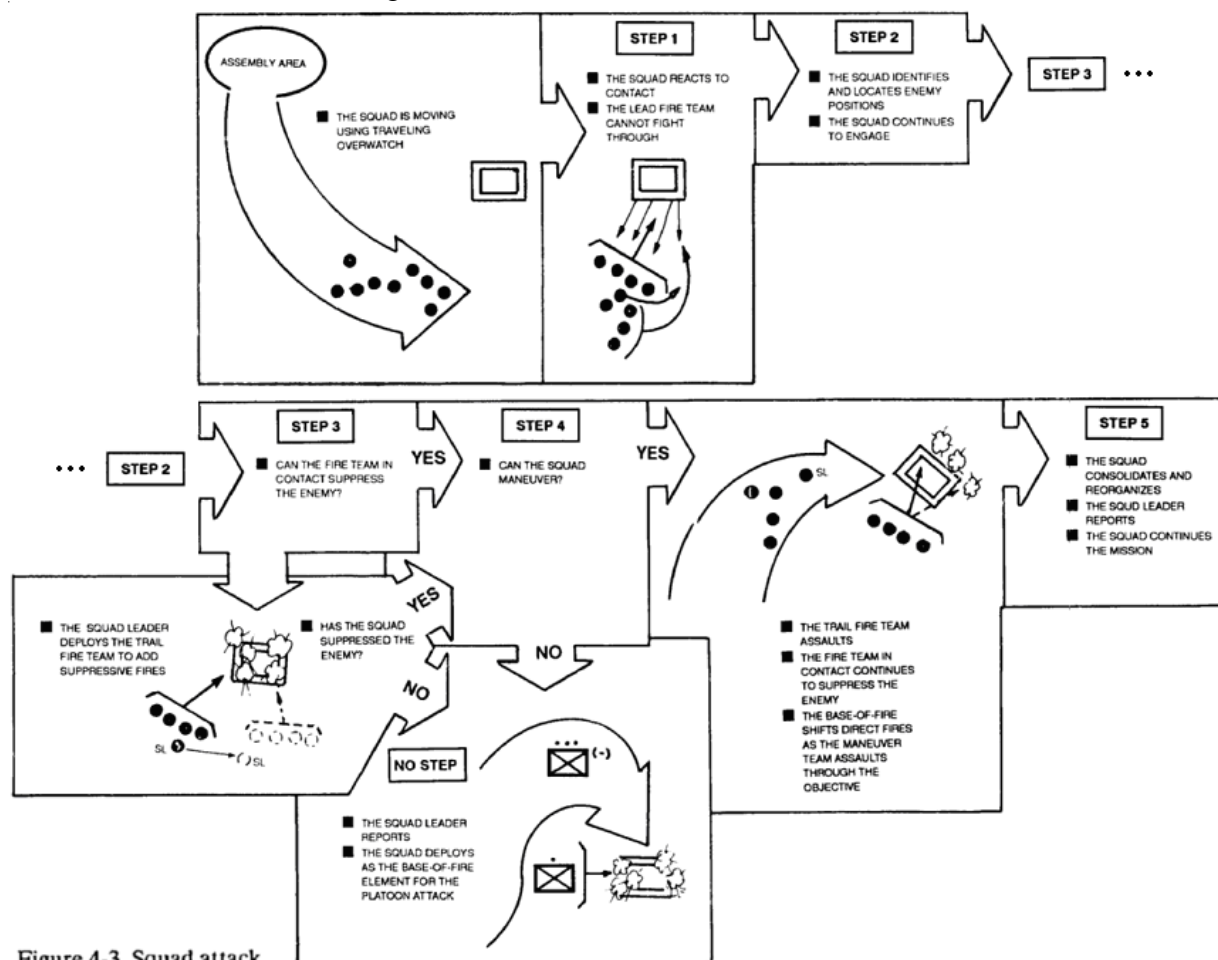 ASSEMBLY AREA
■ THE SQUAD IS MOVING
USING TRAVELING
OVERWATCH
STEP 1
■ THE SQUAD REACTS TO
CONTACT
■ THE LEAD FIRE TEAM
CANNOT FIGHT
THROUGH
STEP 2
■ THE SQUAD IDENTIFIES
AND LOCATES ENEMY
POSITIONS
■ THE SQUAD CONTINUES
TO ENGAGE
STEP 3 •••
••• STEP 2
STEP 3
■ CAN THE FIRE TEAM IN
CONTACT SUPPRESS
THE ENEMY?
YES
STEP 4
■ CAN THE SQUAD
MANEUVER?
YES
SL
■ THE TRAIL FIRE TEAM
ASSAULTS
■ THE FIRE TEAM IN
CONTACT CONTINUES
TO SUPPRESS THE
ENEMY
■ THE BASE-OF-FIRE
SHIFTS DIRECT FIRES
AS THE MANEUVER
TEAM ASSAULTS
THROUGH THE
OBJECTIVE
STEP 5
■ THE SQUAD
CONSOLIDATES AND
REORGANIZES
■ THE SQUD LEADER
REPORTS
■ THE SQUAD CONTINUES
THE MISSION
■ THE SQUAD LEADER
DEPLOYS THE TRAIL
FIRE TEAM TO ADD
SUPPRESSIVE FIRES
SL
SL
■ HAS THE SQUAD
SUPPRESSED THE
ENEMY?
YES
NO
NO
NO STEP
■ THE SQUAD LEADER
REPORTS
■ THE SQUAD DEPLOYS
AS THE BASE-OF-FIRE
ELEMENT FOR THE
PLATOON ATTACK
(-)
Figure 4-3. Squad attack